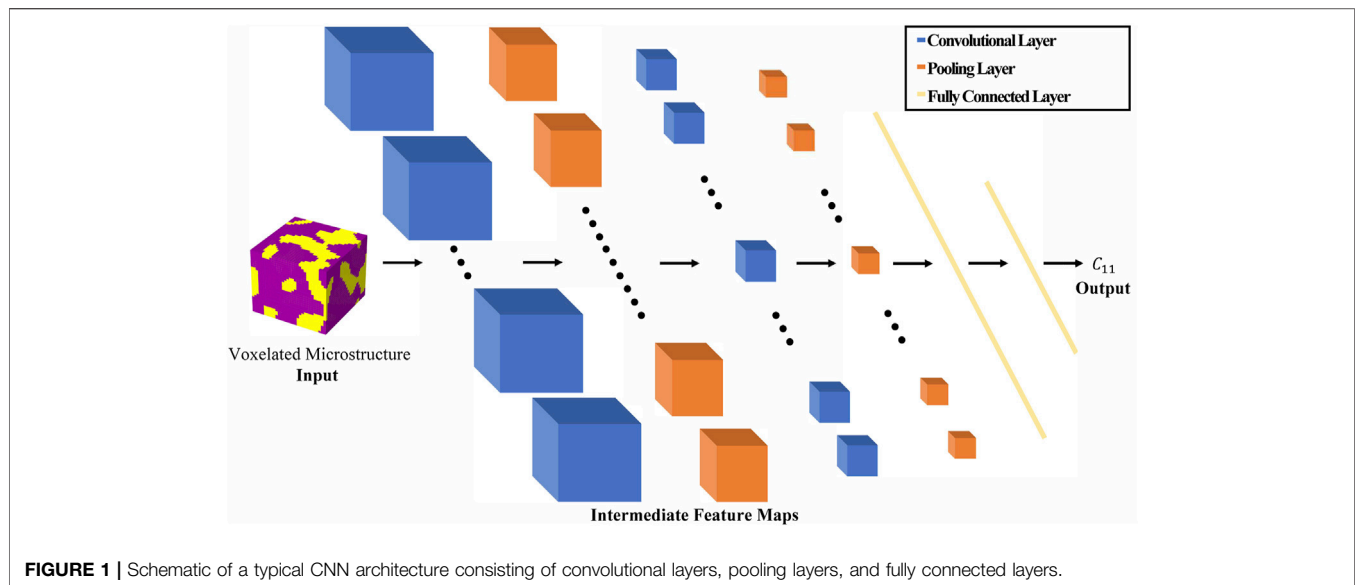 Convolutional Layer
Pooling Layer
Fully Connected Layer
C₁₁
Output
Voxelated Microstructure
Input
Intermediate Feature Maps
FIGURE 1 | Schematic of a typical CNN architecture consisting of convolutional layers, pooling layers, and fully connected layers.